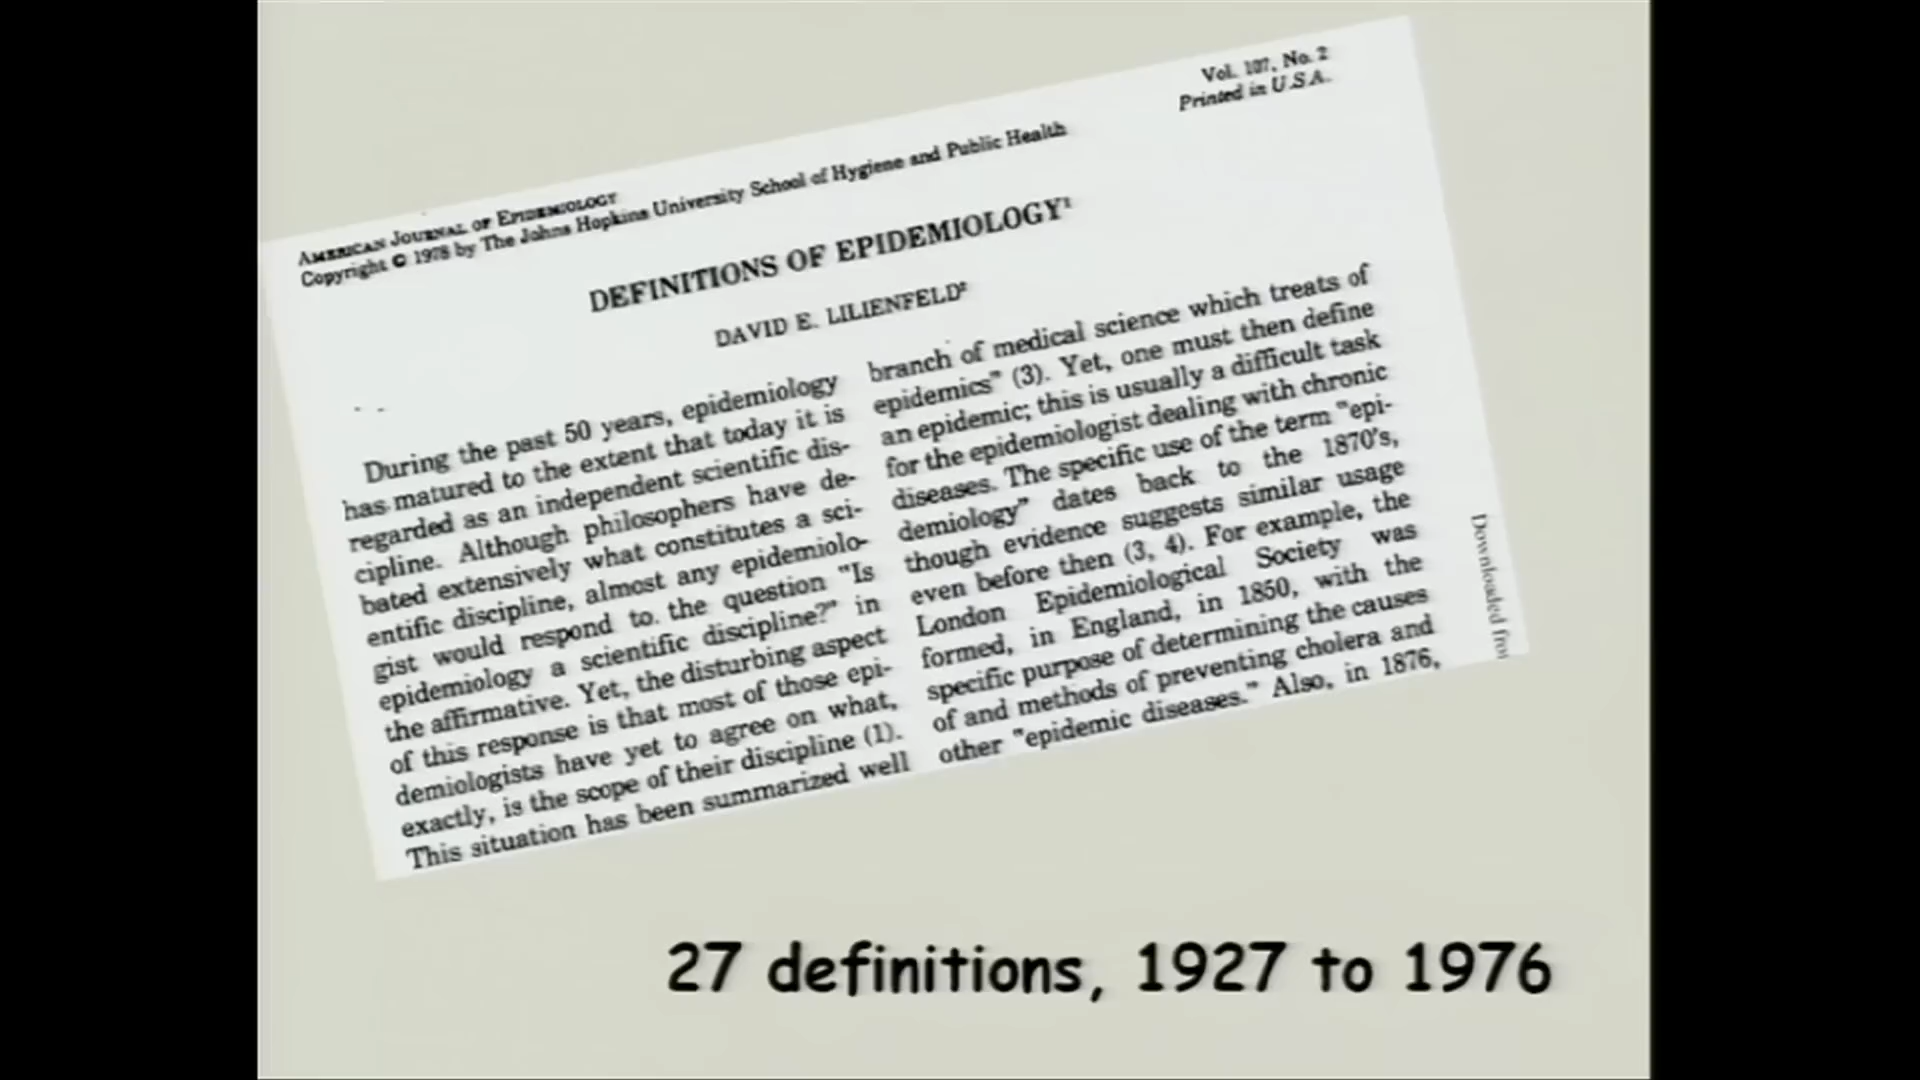 AMERICAN JOURNAL OF EPIDEMIOLOGY
Copyright © 1978 by The Johns Hopkins University School of Hygiene and Public Health
Vol. 107, No. 2
Printed in U.S.A.
DEFINITIONS OF EPIDEMIOLOGY¹
DAVID E. LILIENFELD²
During the past 50 years, epidemiology
has matured to the extent that today it is
regarded as an independent scientific dis-
cipline. Although philosophers have de-
bated extensively what constitutes a sci-
entific discipline, almost any epidemiolo-
gist would respond to the question "Is
epidemiology a scientific discipline?" in
the affirmative. Yet, the disturbing aspect
of this response is that most of those epi-
demiologists have yet to agree on what,
exactly, is the scope of their discipline (1).
This situation has been summarized well
branch of medical science which treats of
epidemics" (3). Yet, one must then define
an epidemic; this is usually a difficult task
for the epidemiologist dealing with chronic
diseases. The specific use of the term "epi-
demiology" dates back to the 1870's,
though evidence suggests similar usage
even before then (3, 4). For example, the
London Epidemiological Society was
formed, in England, in 1850, with the
specific purpose of determining the causes
of and methods of preventing cholera and
other "epidemic diseases." Also, in 1876,
Downloaded from
27 definitions, 1927 to 1976